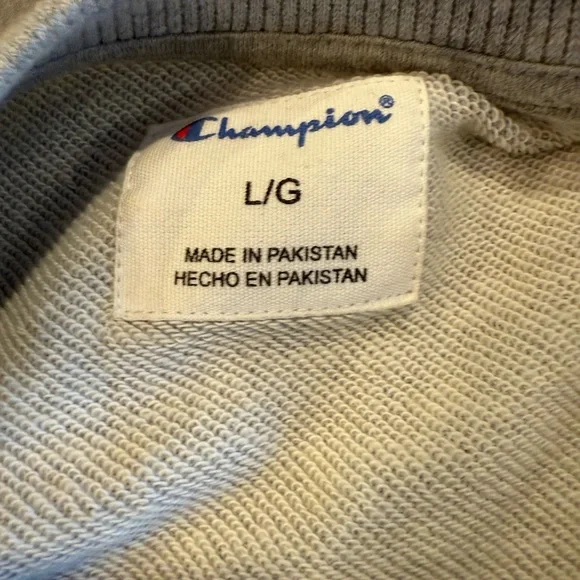 Champion®
L/G
MADE IN PAKISTAN
HECHO EN PAKISTAN